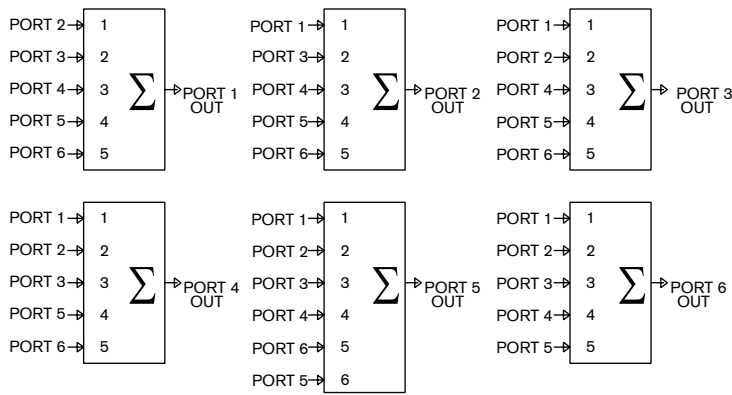 PORT 2 1
PORT 3 2
PORT 4 3
PORT 5 4
PORT 6 5
Σ
PORT 1
OUT
PORT 1 1
PORT 3 2
PORT 4 3
PORT 5 4
PORT 6 5
Σ
PORT 2
OUT
PORT 1 1
PORT 2 2
PORT 4 3
PORT 5 4
PORT 6 5
Σ
PORT 3
OUT
PORT 1 1
PORT 2 2
PORT 3 3
PORT 5 4
PORT 6 5
Σ
PORT 4
OUT
PORT 1 1
PORT 2 2
PORT 3 3
PORT 4 4
PORT 6 5
PORT 5 6
Σ
PORT 5
OUT
PORT 1 1
PORT 2 2
PORT 3 3
PORT 4 4
PORT 5 5
Σ
PORT 6
OUT